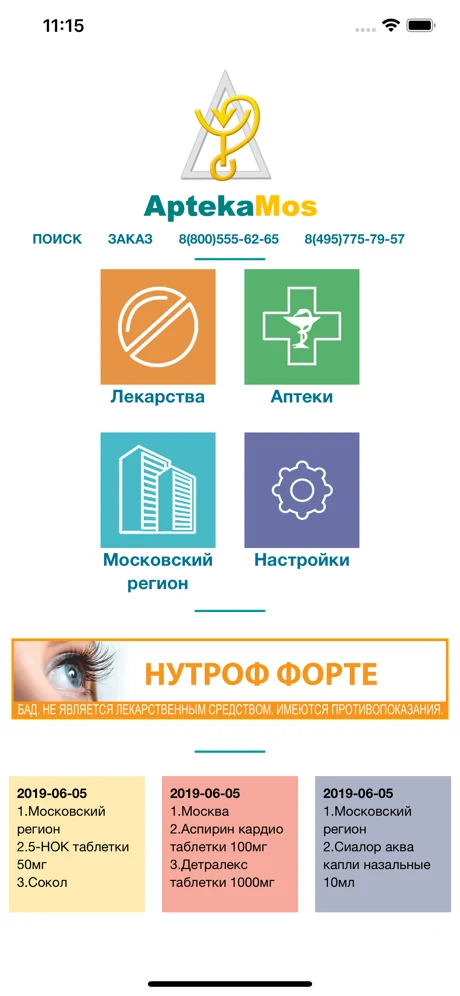 11:15
AptekaMos
ПОИСК ЗАКАЗ 8(800)555-62-65 8(495)775-79-57
Лекарства Аптеки
Московский регион Настройки
НУТРОФ ФОРТЕ
БАД. НЕ ЯВЛЯЕТСЯ ЛЕКАРСТВЕННЫМ СРЕДСТВОМ. ИМЕЮТСЯ ПРОТИВОПОКАЗАНИЯ.
2019-06-05
1.Московский
регион
2.5-НОК таблетки
50мг
3.Сокол
2019-06-05
1.Москва
2.Аспирин кардио
таблетки 100мг
3.Детралекс
таблетки 1000мг
2019-06-05
1.Московский
регион
2.Сиалор аква
капли назальные
10мл